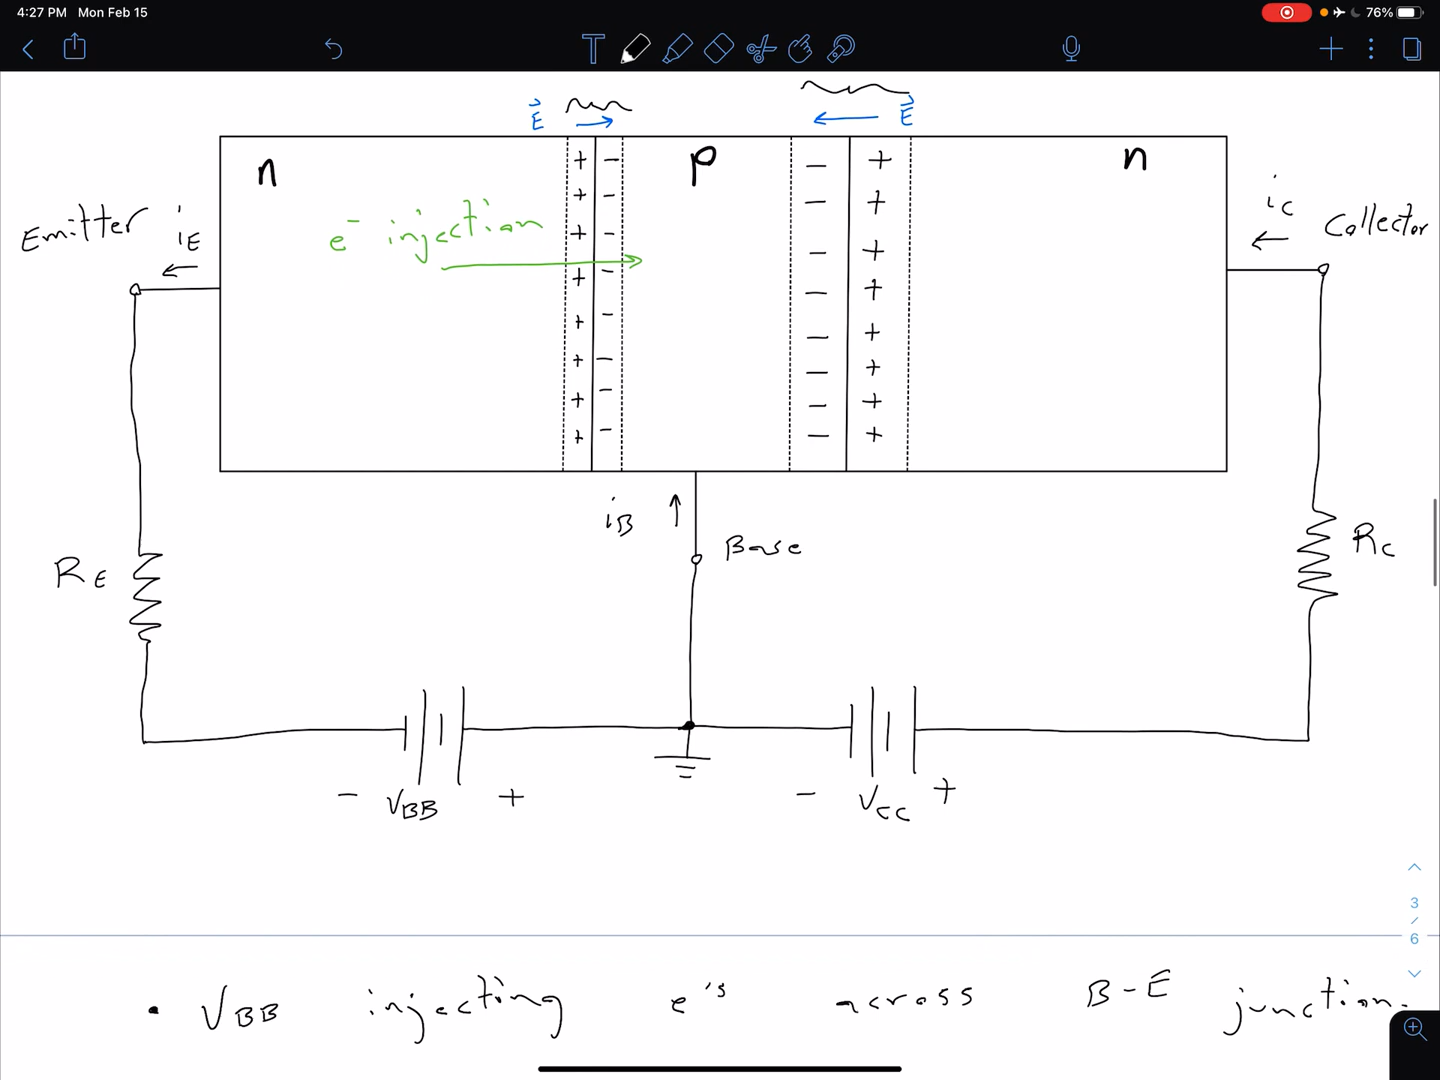 4:27 PM Mon Feb 15
76%
T
E E
n p n
+ - - +
+ - - +
+ - - +
+ - - +
+ - - +
+ - - +
+ - - +
+ - - +
e⁻ injection
Emitter iE
iC Collector
iB Base
RE RC
- VBB + - VCC +
3
/
6
• VBB injecting e's across B-E junction.